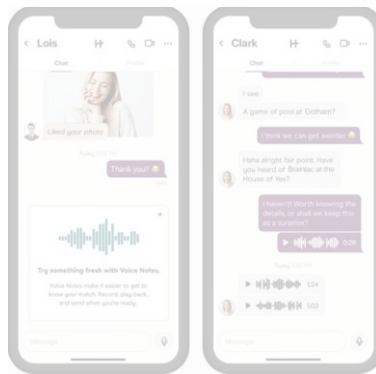 Lois
Chat
Profile
Liked your photo
Thank you! 😊
Try something fresh with Voice Notes.
Voice Notes make it easier to get to
know your match. Record, play back,
and send when you're ready.
Message
Clark
Chat
Profile
I see
A game of pool at Gotham?
I think we can get weirder 😊
Haha alright fair point. Have
you heard of Brainiac at the
House of Yes?
I haven't! Worth knowing the
details, or shall we keep this
as a surprise?
0:28
1:24
1:02
Message